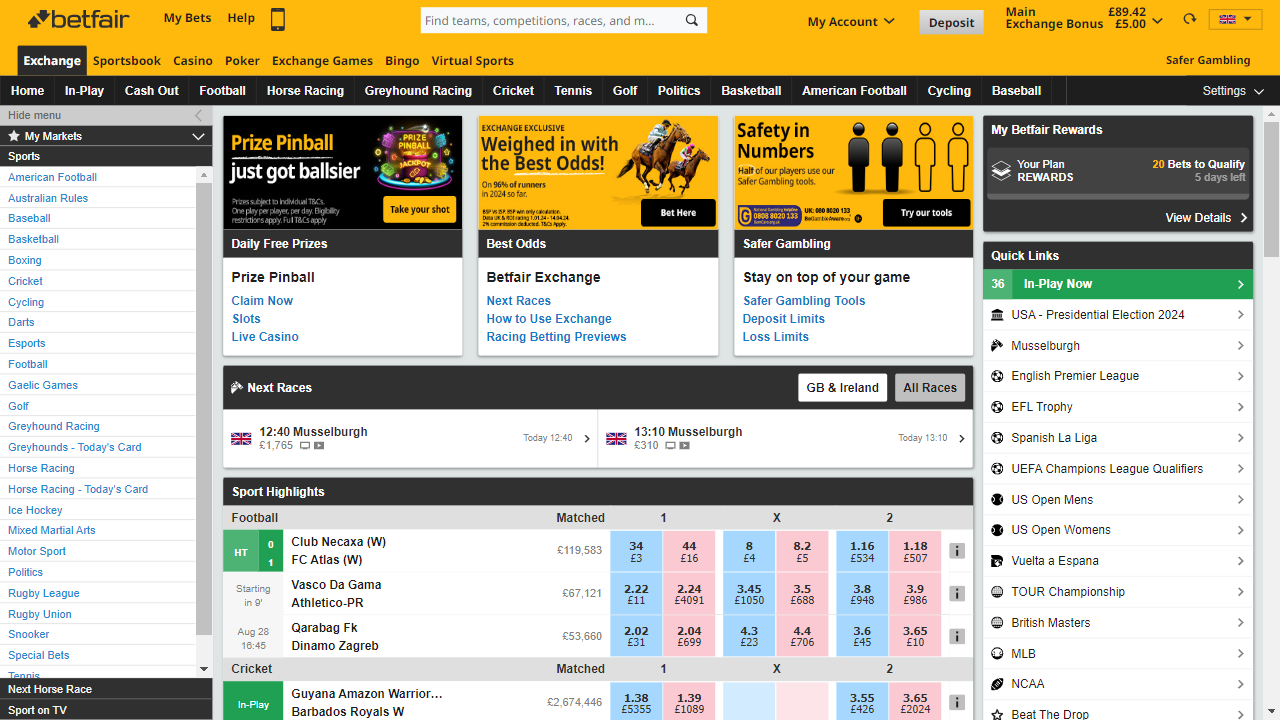 betfair
My Bets
Help
Find teams, competitions, races, and m...
My Account
Deposit
Main £89.42
Exchange Bonus £5.00
Exchange
Sportsbook
Casino
Poker
Exchange Games
Bingo
Virtual Sports
Safer Gambling
Home
In-Play
Cash Out
Football
Horse Racing
Greyhound Racing
Cricket
Tennis
Golf
Politics
Basketball
American Football
Cycling
Baseball
Settings
Hide menu
My Markets
Sports
American Football
Australian Rules
Baseball
Basketball
Boxing
Cricket
Cycling
Darts
Esports
Football
Gaelic Games
Golf
Greyhound Racing
Greyhounds - Today's Card
Horse Racing
Horse Racing - Today's Card
Ice Hockey
Mixed Martial Arts
Motor Sport
Politics
Rugby League
Rugby Union
Snooker
Special Bets
Tennis
Next Horse Race
Sport on TV
Prize Pinball
just got ballsier
PRIZE PINBALL
JACKPOT
Prizes subject to individual T&Cs.
One play per player, per day. Eligibility
restrictions apply. Full T&Cs apply
Take your shot
Daily Free Prizes
Prize Pinball
Claim Now
Slots
Live Casino
EXCHANGE EXCLUSIVE
Weighed in with
the Best Odds!
On 96% of runners
in 2024 so far.
BSP vs ISP. BSP win only calculation.
Data UK & ROI racing 1.01.24 - 14.04.24.
2% commission deducted. T&Cs Apply.
Bet Here
Best Odds
Betfair Exchange
Next Races
How to Use Exchange
Racing Betting Previews
Safety in
Numbers
Half of our players use our
Safer Gambling tools.
National Gambling Helpline
0808 8020 133
UK: 080 8020 133
BeGambleAware.org
Try our tools
Safer Gambling
Stay on top of your game
Safer Gambling Tools
Deposit Limits
Loss Limits
Next Races
GB & Ireland
All Races
12:40 Musselburgh
£1,765
Today 12:40
13:10 Musselburgh
£310
Today 13:10
Sport Highlights
Football Matched 1 X 2
HT 0 1
Club Necaxa (W)
FC Atlas (W)
£119,583
34 44 8 8.2 1.16 1.18
£3 £16 £4 £5 £534 £507
Starting in 9'
Vasco Da Gama
Athletico-PR
£67,121
2.22 2.24 3.45 3.5 3.8 3.9
£11 £4091 £1050 £688 £948 £986
Aug 28 16:45
Qarabag Fk
Dinamo Zagreb
£53,660
2.02 2.04 4.3 4.4 3.6 3.65
£31 £699 £23 £706 £45 £10
Cricket Matched 1 X 2
In-Play
Guyana Amazon Warrior...
Barbados Royals W
£2,674,446
1.38 1.39 3.55 3.65
£5355 £1089 £426 £2024
My Betfair Rewards
Your Plan
REWARDS
20 Bets to Qualify
5 days left
View Details
Quick Links
36 In-Play Now
USA - Presidential Election 2024
Musselburgh
English Premier League
EFL Trophy
Spanish La Liga
UEFA Champions League Qualifiers
US Open Mens
US Open Womens
Vuelta a Espana
TOUR Championship
British Masters
MLB
NCAA
Beat The Drop